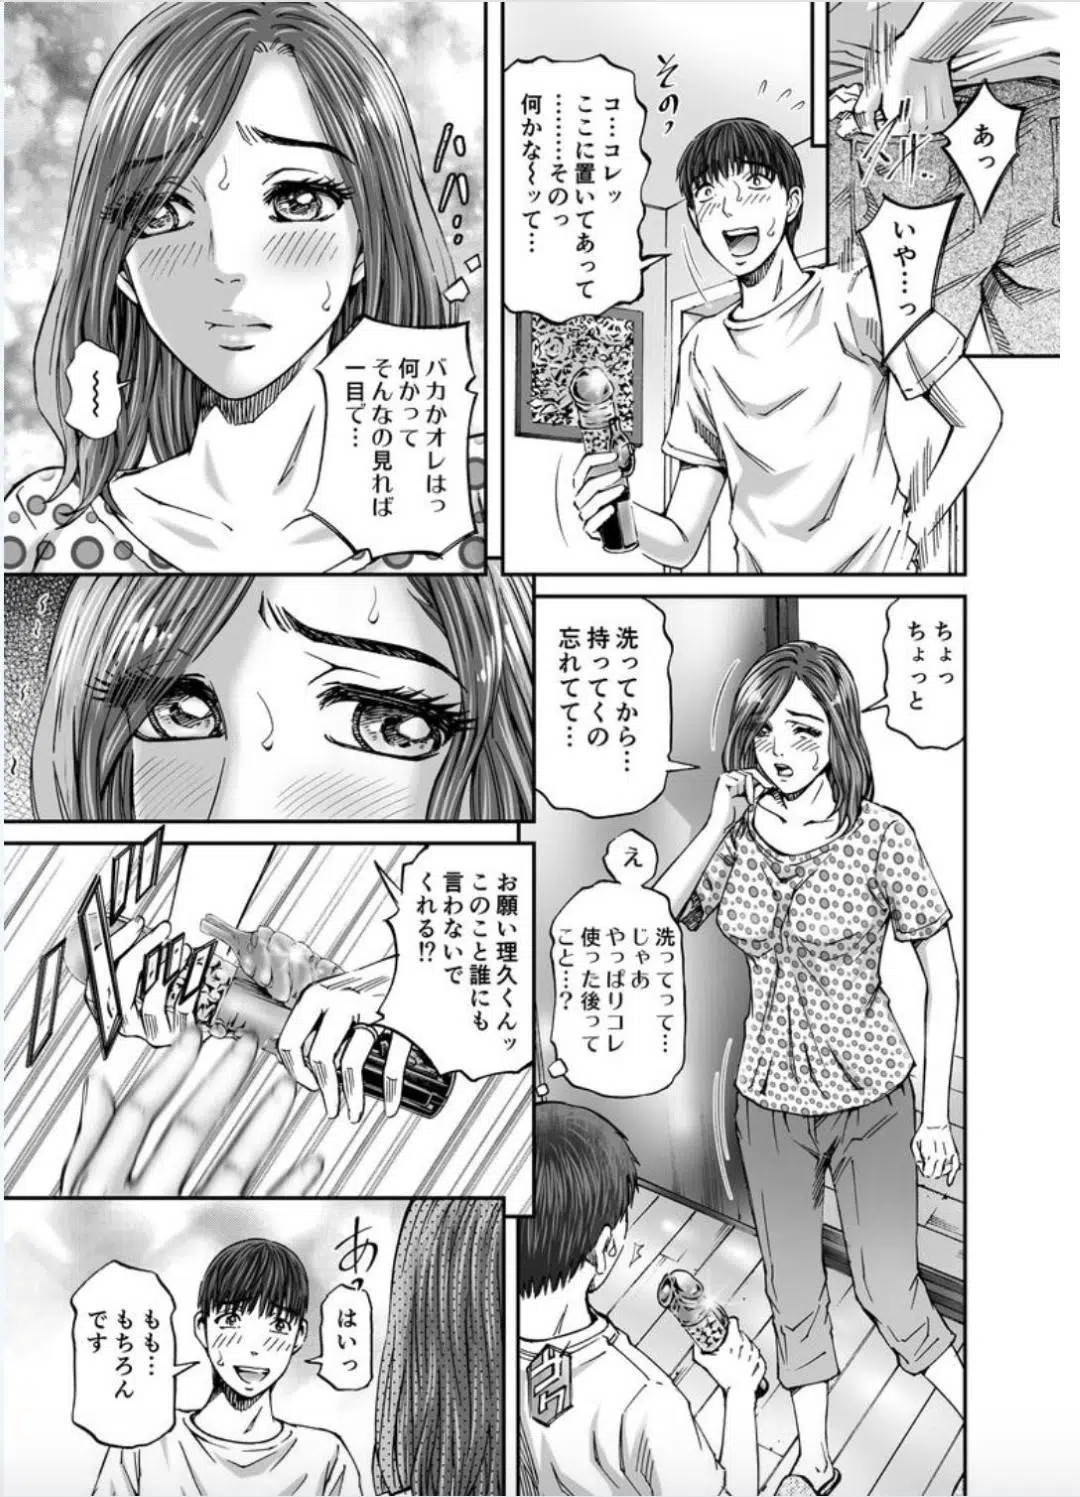 あっ
いや…っ
その、
コ…コレッ
ここに置いてあって
………そのっ
何かな〜ッて…
バカかオレはっ
何かって
そんなの見れば
一目で…
ちょっ
ちょっと
洗ってから…
持ってくの
忘れてて…
え
洗ってって…
じゃあ
やっぱりコレ
使った後って
こと…？
お願い理久くんッ
このこと誰にも
言わないで
くれる!?
あっ
はいっ
もも…
もちろん
です